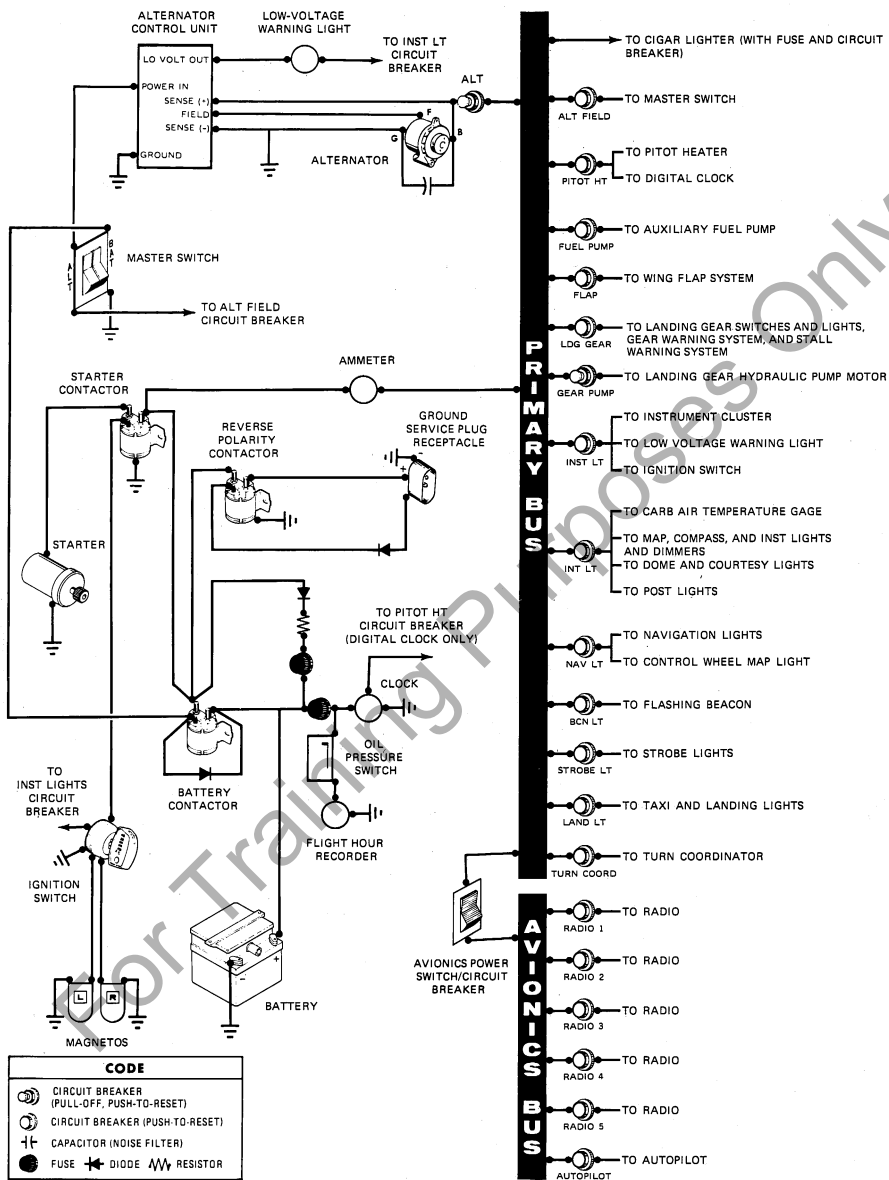 ALTERNATOR
CONTROL UNIT
LOW-VOLTAGE
WARNING LIGHT
TO INST LT
CIRCUIT
BREAKER
LO VOLT OUT
POWER IN
SENSE (+)
FIELD
SENSE (-)
GROUND
ALT
F
G
B
ALTERNATOR
ALT
BAT
MASTER SWITCH
TO ALT FIELD
CIRCUIT BREAKER
STARTER
CONTACTOR
AMMETER
REVERSE
POLARITY
CONTACTOR
GROUND
SERVICE PLUG
RECEPTACLE
+
-
STARTER
TO PITOT HT
CIRCUIT BREAKER
(DIGITAL CLOCK ONLY)
CLOCK
OIL
PRESSURE
SWITCH
BATTERY
CONTACTOR
FLIGHT HOUR
RECORDER
TO
INST LIGHTS
CIRCUIT
BREAKER
IGNITION
SWITCH
L
R
MAGNETOS
-
+
BATTERY
AVIONICS POWER
SWITCH/CIRCUIT
BREAKER
PRIMARY BUS
TO CIGAR LIGHTER (WITH FUSE AND CIRCUIT
BREAKER)
ALT FIELD
TO MASTER SWITCH
PITOT HT
TO PITOT HEATER
TO DIGITAL CLOCK
FUEL PUMP
TO AUXILIARY FUEL PUMP
FLAP
TO WING FLAP SYSTEM
LDG GEAR
TO LANDING GEAR SWITCHES AND LIGHTS,
GEAR WARNING SYSTEM, AND STALL
WARNING SYSTEM
GEAR PUMP
TO LANDING GEAR HYDRAULIC PUMP MOTOR
INST LT
TO INSTRUMENT CLUSTER
TO LOW VOLTAGE WARNING LIGHT
TO IGNITION SWITCH
INT LT
TO CARB AIR TEMPERATURE GAGE
TO MAP, COMPASS, AND INST LIGHTS
AND DIMMERS
TO DOME AND COURTESY LIGHTS
TO POST LIGHTS
NAV LT
TO NAVIGATION LIGHTS
TO CONTROL WHEEL MAP LIGHT
BCN LT
TO FLASHING BEACON
STROBE LT
TO STROBE LIGHTS
LAND LT
TO TAXI AND LANDING LIGHTS
TURN COORD
TO TURN COORDINATOR
AVIONICS BUS
RADIO 1
TO RADIO
RADIO 2
TO RADIO
RADIO 3
TO RADIO
RADIO 4
TO RADIO
RADIO 5
TO RADIO
AUTOPILOT
TO AUTOPILOT
CODE
CIRCUIT BREAKER
(PULL-OFF, PUSH-TO-RESET)
CIRCUIT BREAKER (PUSH-TO-RESET)
CAPACITOR (NOISE FILTER)
FUSE DIODE RESISTOR
For Training Purposes Only